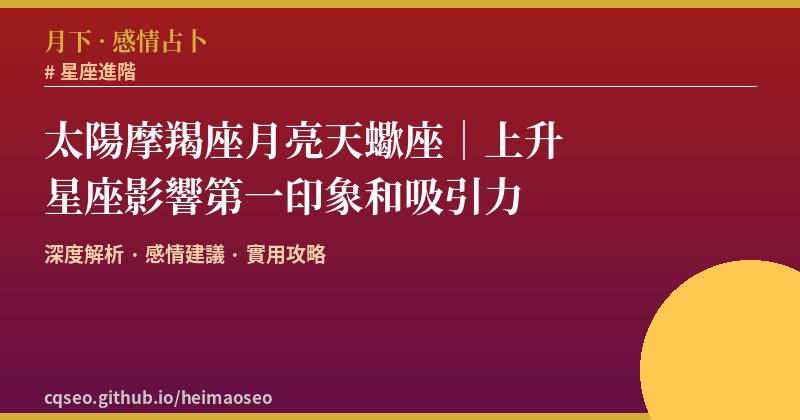 月下 · 感情占卜
# 星座進階
太陽摩羯座月亮天蠍座｜上升
星座影響第一印象和吸引力
深度解析 · 感情建議 · 實用攻略
cqseo.github.io/heimaoseo